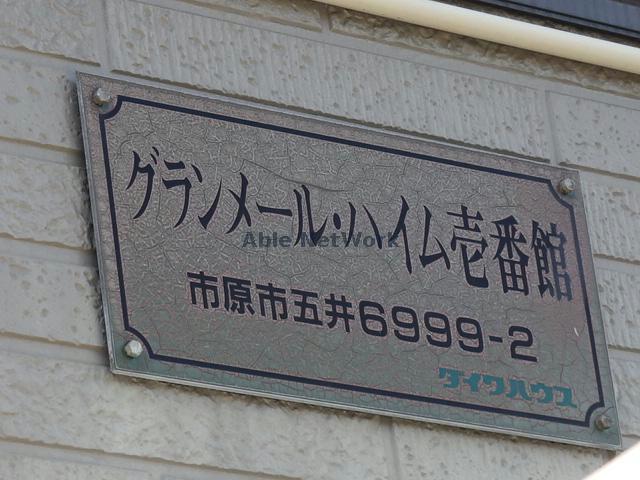 グランメール・ハイム壱番館
Able NetWork
市原市五井6999-2
ダイワハウス